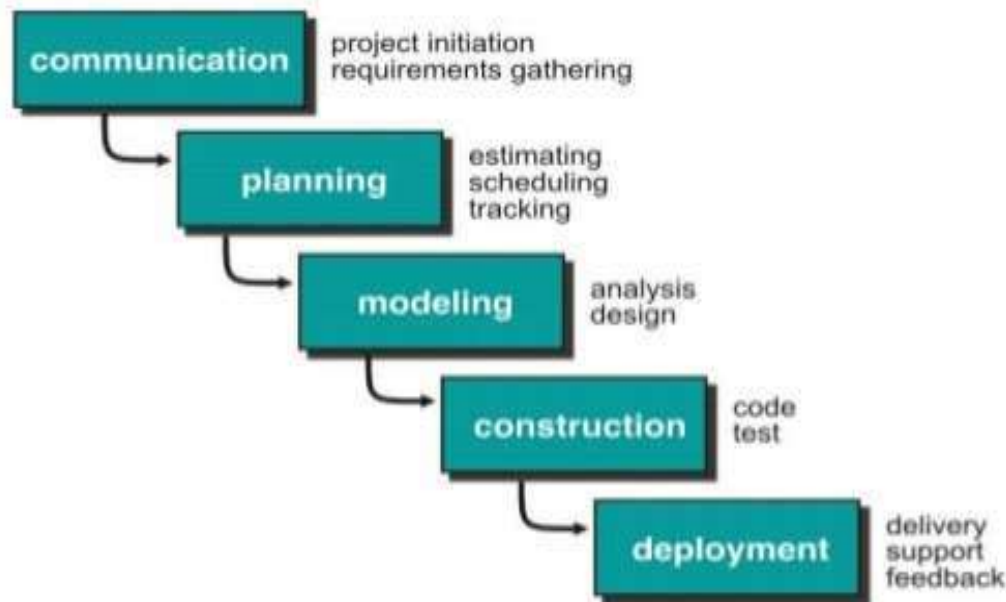 communication
project initiation
requirements gathering
planning
estimating
scheduling
tracking
modeling
analysis
design
construction
code
test
deployment
delivery
support
feedback